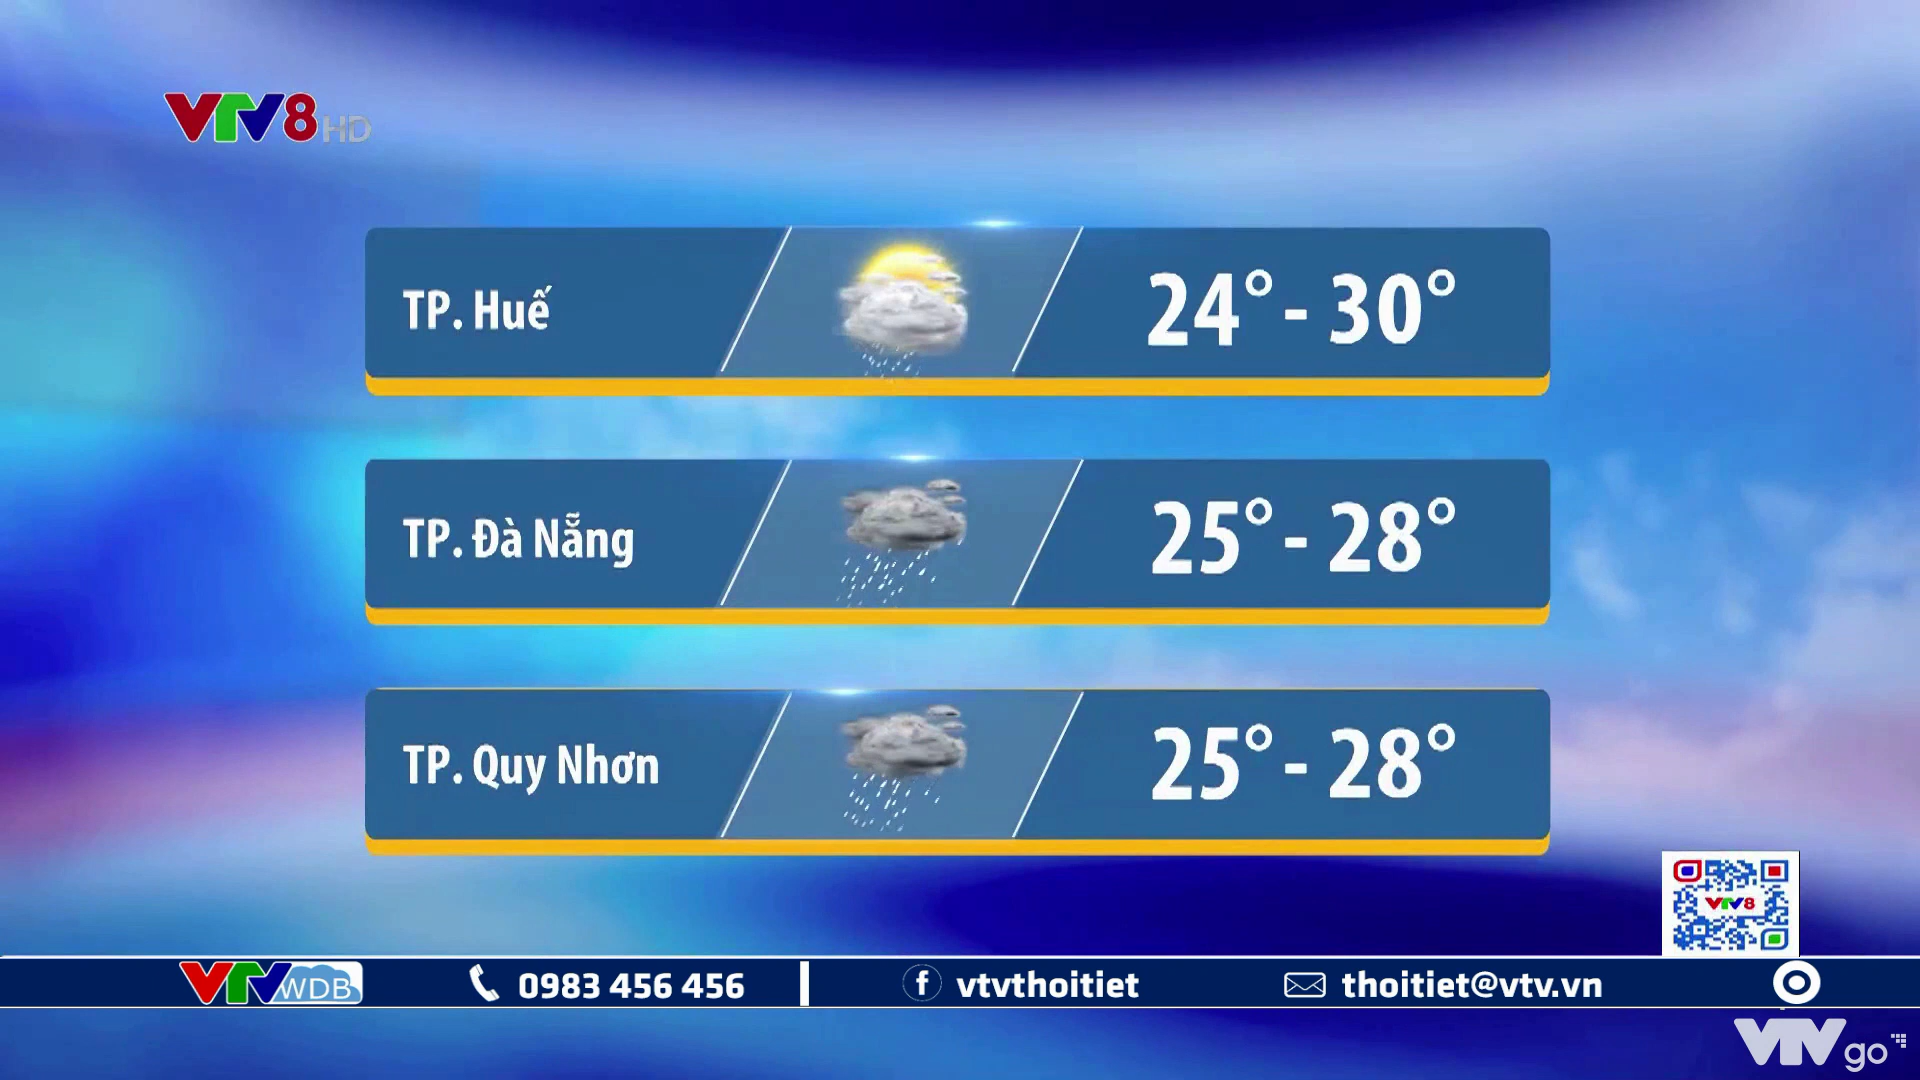 VTV8 HD
TP. Huế
24° - 30°
TP. Đà Nẵng
25° - 28°
TP. Quy Nhơn
25° - 28°
VTV8
VTV WDB
0983 456 456
vtvthoitiet
thoitiet@vtv.vn
VTV go